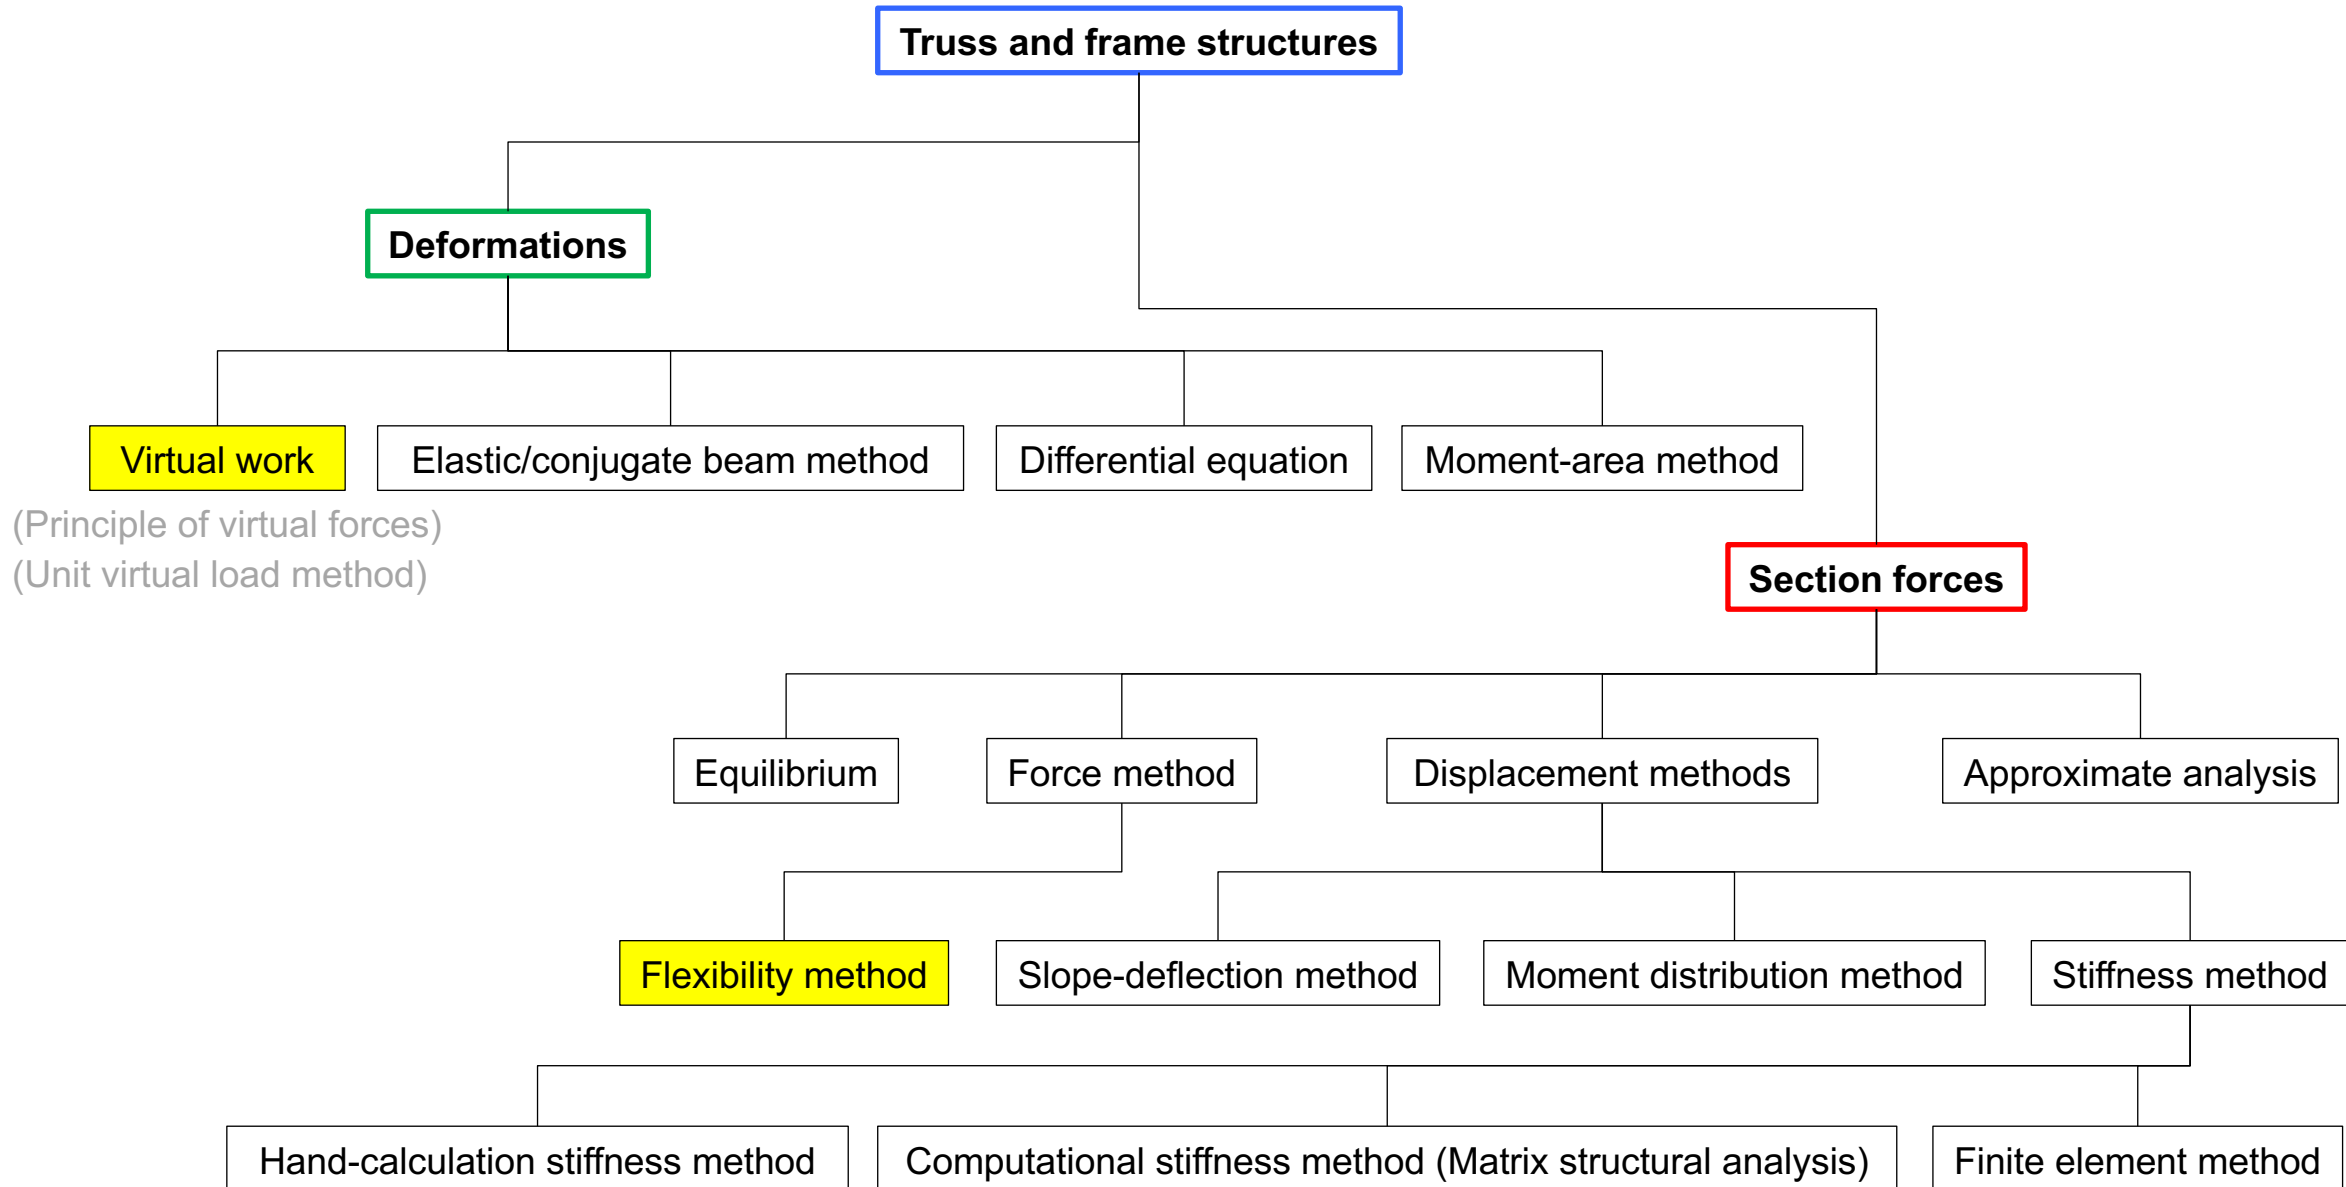 Truss and frame structures
Deformations
Virtual work
Elastic/conjugate beam method
Differential equation
Moment-area method
(Principle of virtual forces)
(Unit virtual load method)
Section forces
Equilibrium
Force method
Displacement methods
Approximate analysis
Flexibility method
Slope-deflection method
Moment distribution method
Stiffness method
Hand-calculation stiffness method
Computational stiffness method (Matrix structural analysis)
Finite element method